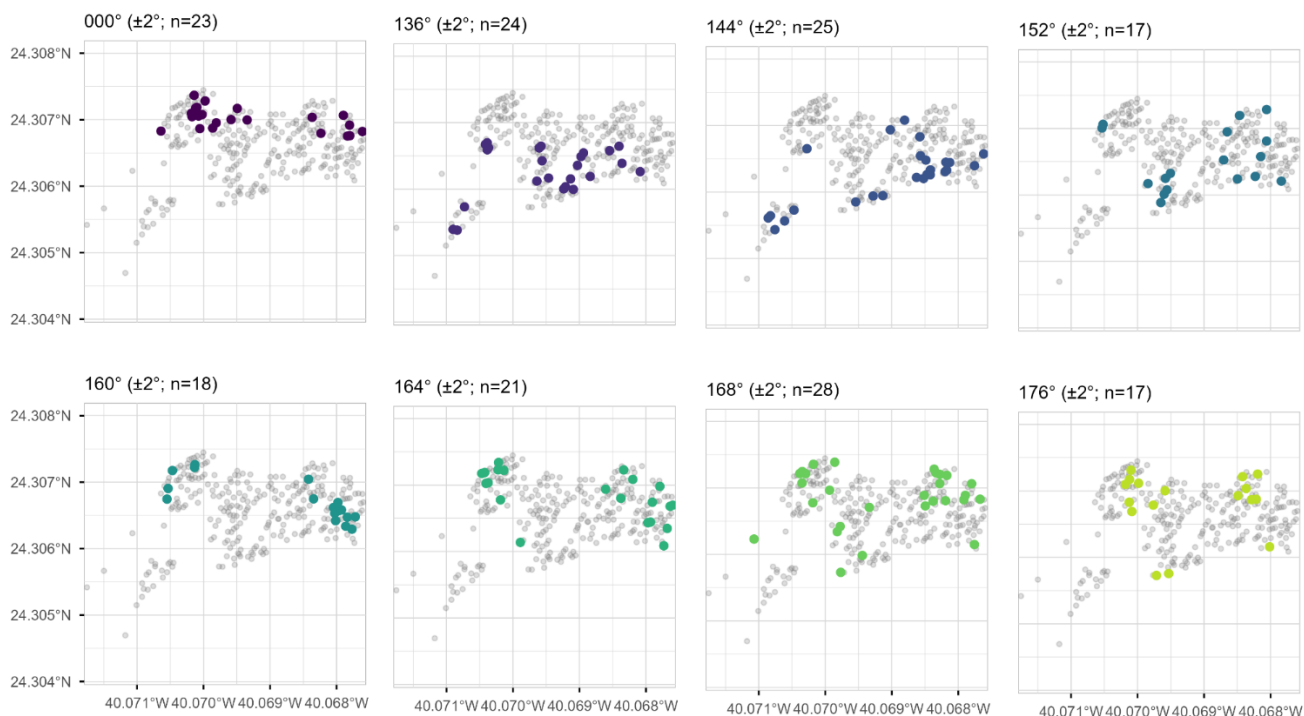 000° (±2°; n=23)
136° (±2°; n=24)
144° (±2°; n=25)
152° (±2°; n=17)
24.308°N
24.307°N
24.306°N
24.305°N
24.304°N
160° (±2°; n=18)
164° (±2°; n=21)
168° (±2°; n=28)
176° (±2°; n=17)
24.308°N
24.307°N
24.306°N
24.305°N
24.304°N
40.071°W 40.070°W 40.069°W 40.068°W
40.071°W 40.070°W 40.069°W 40.068°W
40.071°W 40.070°W 40.069°W 40.068°W
40.071°W 40.070°W 40.069°W 40.068°W